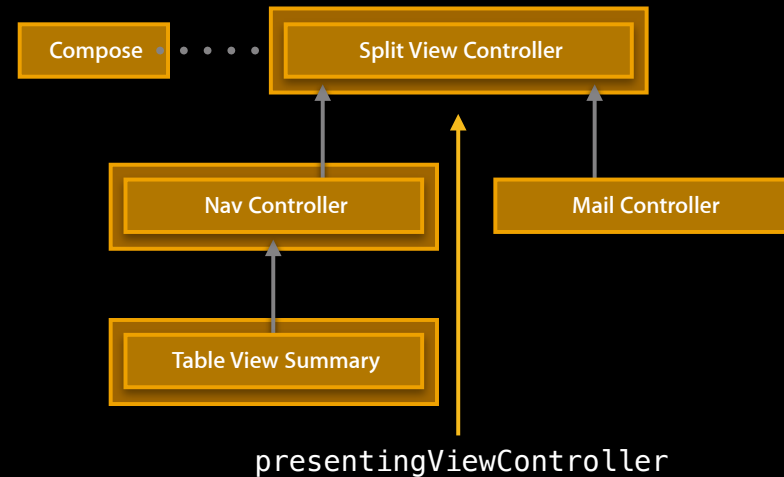 Compose
Split View Controller
Nav Controller
Mail Controller
Table View Summary
presentingViewController